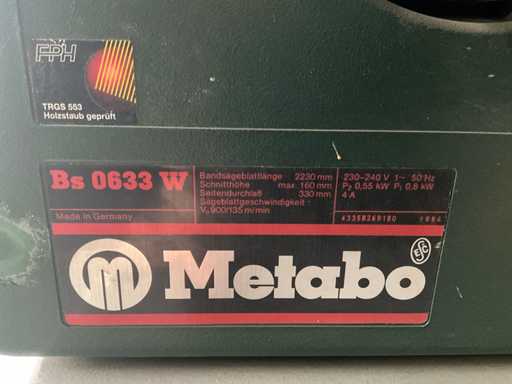 FPH
TRGS 553
Holzstaub geprüft
Bs 0633 W
Made in Germany
Bandsägeblattlänge 2230 mm
Schnitthöhe max. 160 mm
Seitendurchlaß 330 mm
Sägeblattgeschwindigkeit
V₀900/135 m/min
230-240 V 1~ 50 Hz
P₂ 0,55 kW P₁ 0,8 kW
4 A
Metabo